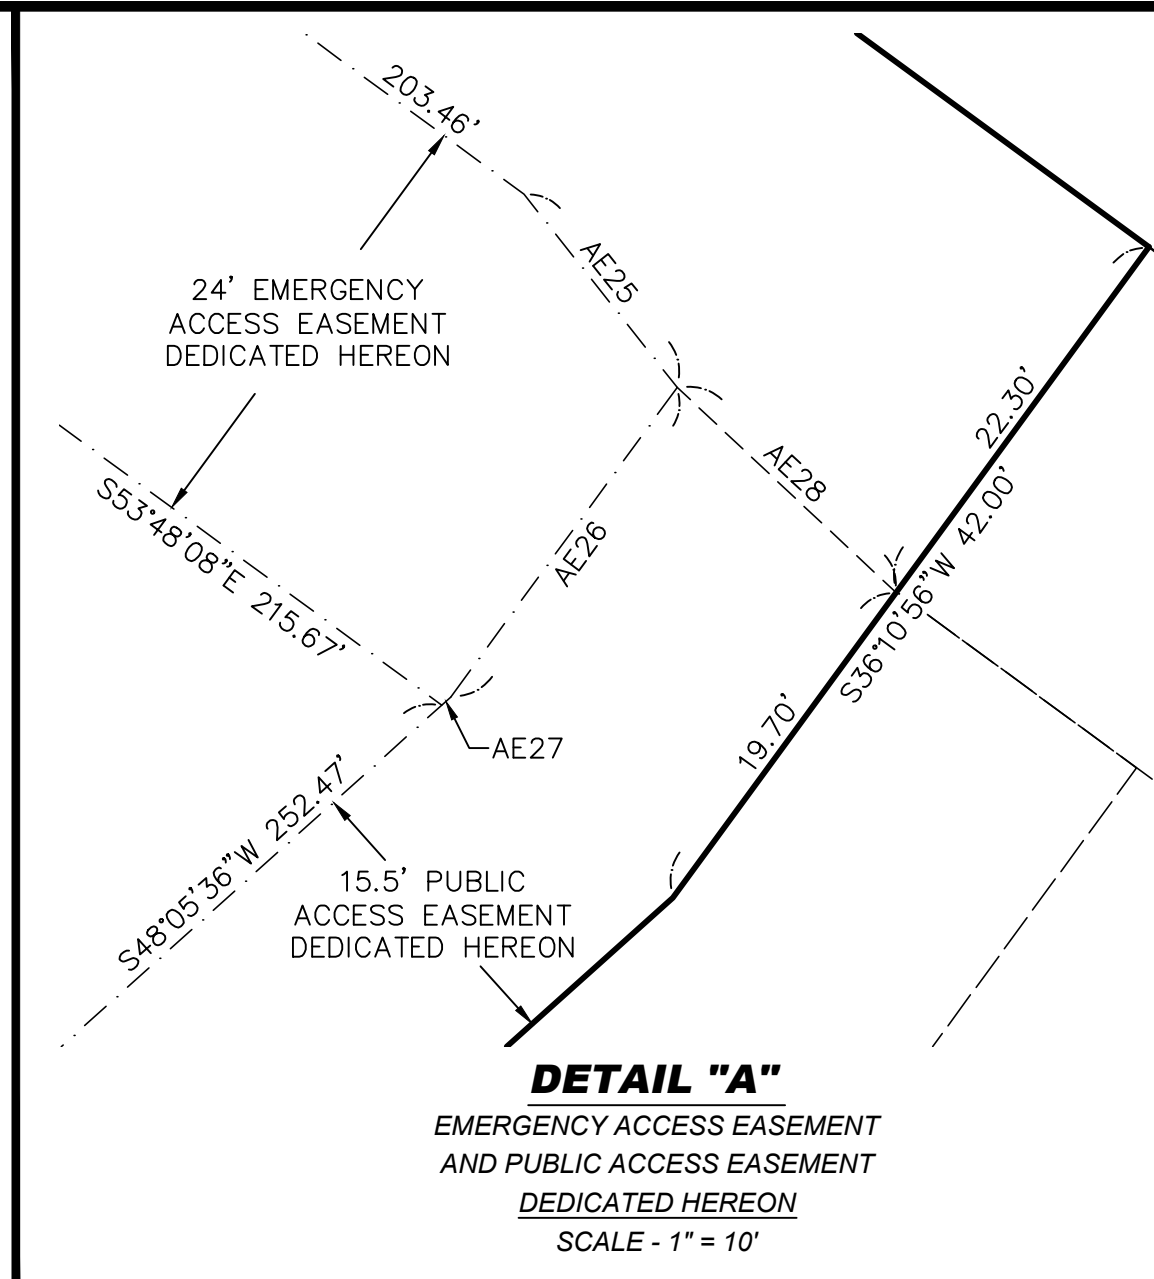 203.46'
AE25
24' EMERGENCY
ACCESS EASEMENT
DEDICATED HEREON
22.30'
AE28
S53°48'08"E 215.67'
AE26
S36°10'56"W 42.00'
19.70'
AE27
S48°05'36"W 252.47'
15.5' PUBLIC
ACCESS EASEMENT
DEDICATED HEREON
DETAIL "A"
EMERGENCY ACCESS EASEMENT
AND PUBLIC ACCESS EASEMENT
DEDICATED HEREON
SCALE - 1" = 10'